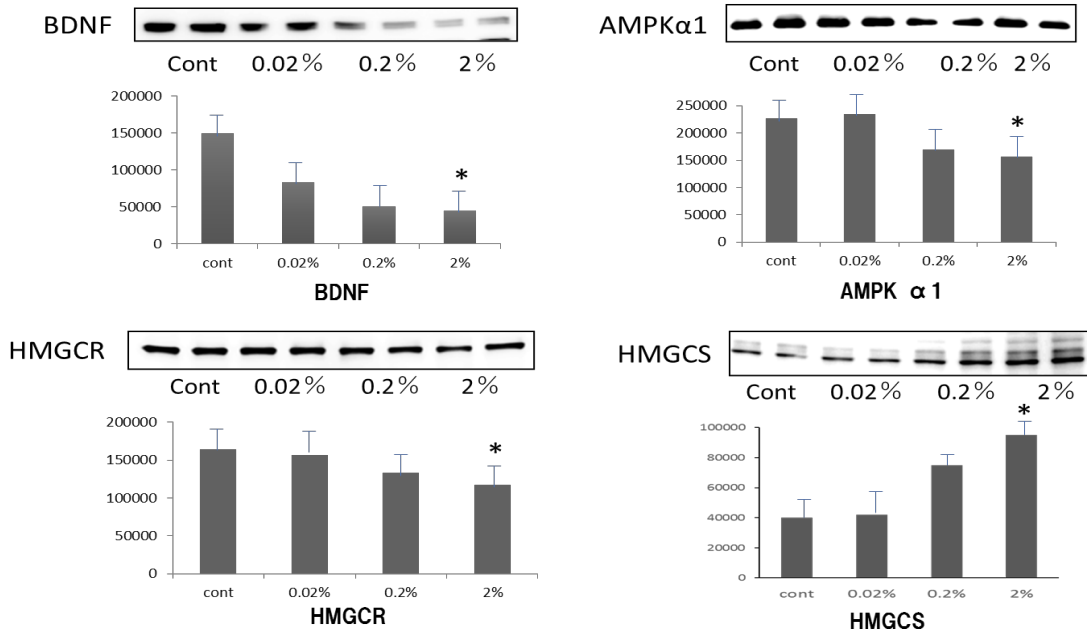 BDNF
Cont 0.02% 0.2% 2%
200000
150000
100000
50000
0
*
cont 0.02% 0.2% 2%
BDNF
AMPKα1
Cont 0.02% 0.2% 2%
250000
200000
150000
100000
50000
0
*
cont 0.02% 0.2% 2%
AMPK α1
HMGCR
Cont 0.02% 0.2% 2%
200000
150000
100000
50000
0
*
cont 0.02% 0.2% 2%
HMGCR
HMGCS
Cont 0.02% 0.2% 2%
*
100000
80000
60000
40000
20000
0
cont 0.02% 0.2% 2%
HMGCS